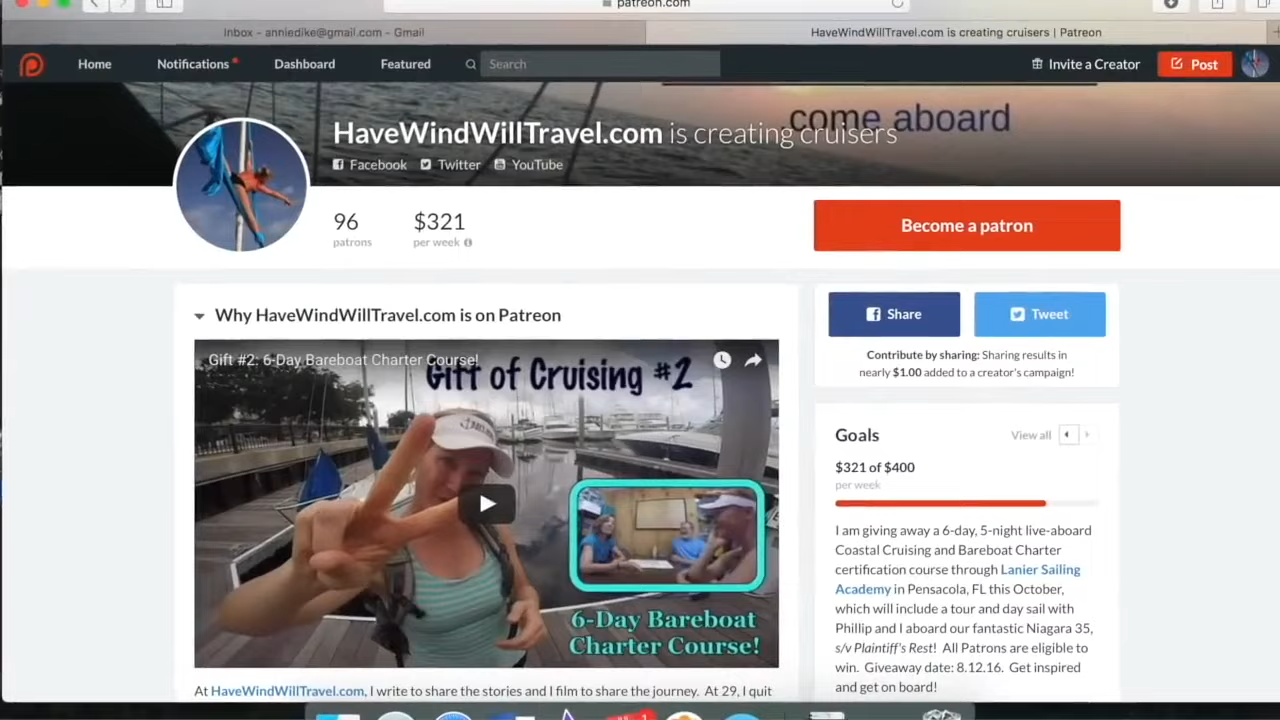 patreon.com
Inbox - anniedike@gmail.com - Gmail
HaveWindWillTravel.com is creating cruisers | Patreon
Home
Notifications
Dashboard
Featured
Search
Invite a Creator
Post
come aboard
HaveWindWillTravel.com is creating cruisers
Facebook
Twitter
YouTube
96
patrons
$321
per week
Become a patron
Why HaveWindWillTravel.com is on Patreon
Gift #2: 6-Day Bareboat Charter Course!
Gift of Cruising #2
6-Day Bareboat
Charter Course!
At HaveWindWillTravel.com, I write to share the stories and I film to share the journey. At 29, I quit
Share
Tweet
Contribute by sharing: Sharing results in
nearly $1.00 added to a creator's campaign!
Goals
View all
$321 of $400
per week
I am giving away a 6-day, 5-night live-aboard
Coastal Cruising and Bareboat Charter
certification course through Lanier Sailing
Academy in Pensacola, FL this October,
which will include a tour and day sail with
Phillip and I aboard our fantastic Niagara 35,
s/v Plaintiff's Rest! All Patrons are eligible to
win. Giveaway date: 8.12.16. Get inspired
and get on board!